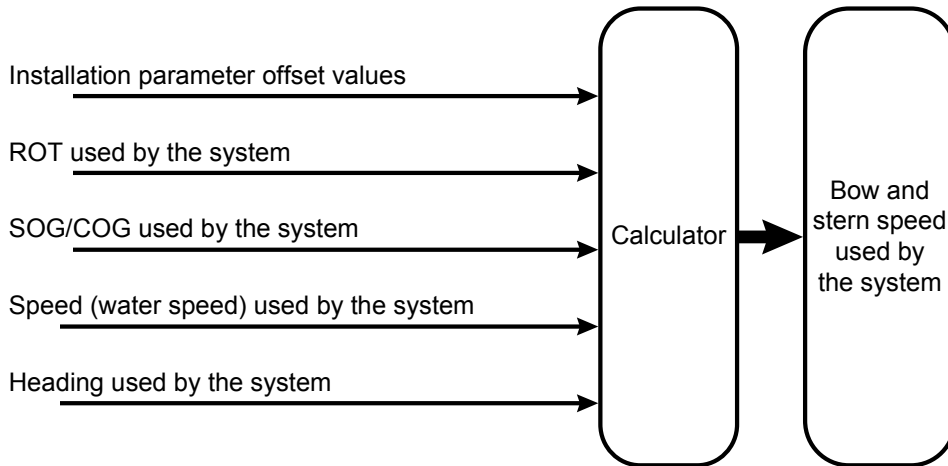 Installation parameter offset values
ROT used by the system
SOG/COG used by the system
Speed (water speed) used by the system
Heading used by the system
Calculator
Bow and
stern speed
used by
the system